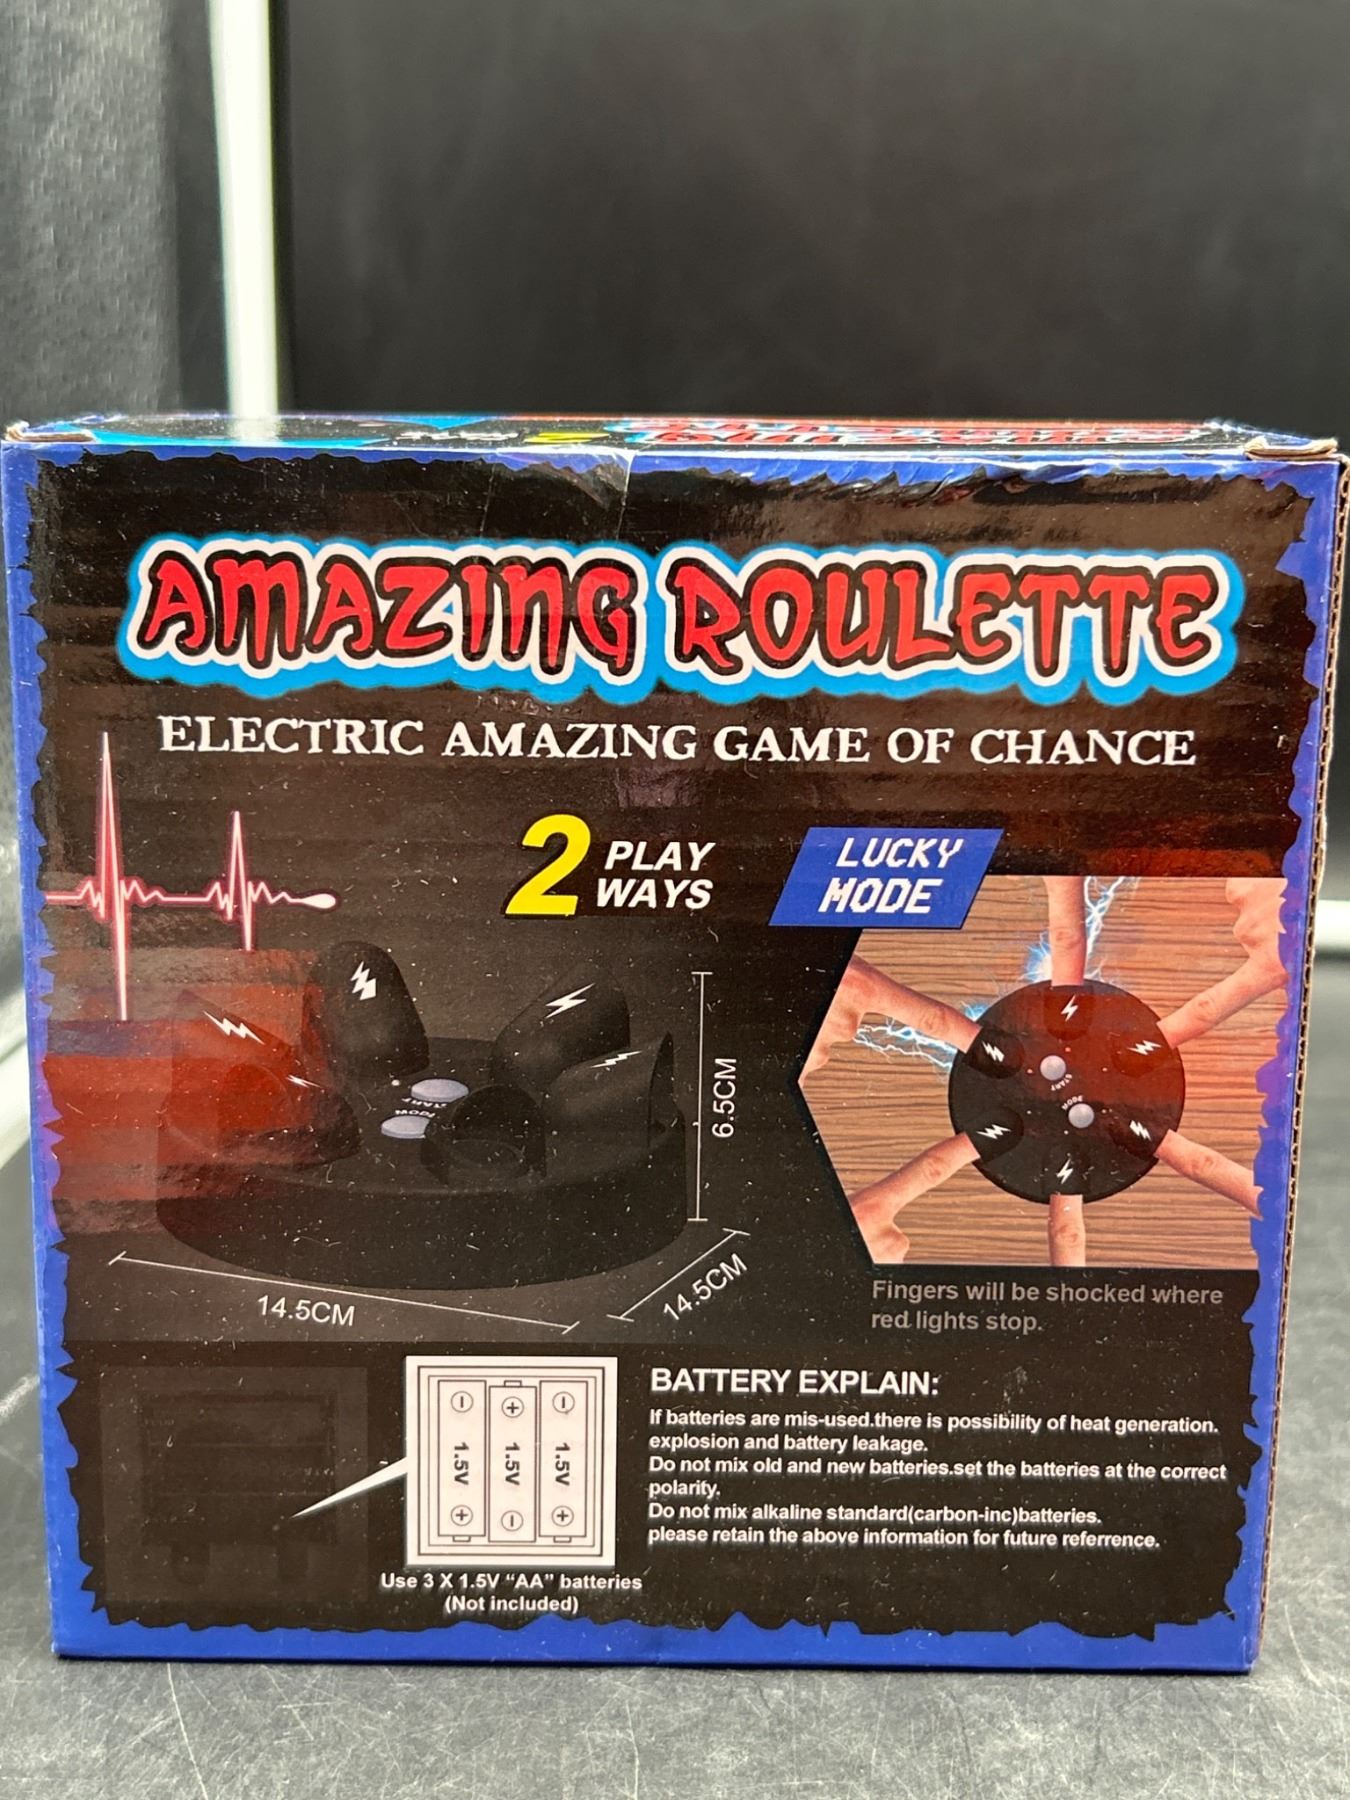 AMAZING ROULETTE
ELECTRIC AMAZING GAME OF CHANCE
2 PLAY
WAYS
LUCKY
MODE
START
MODE
START
MODE
6.5CM
14.5CM
14.5CM
Fingers will be shocked where
red lights stop.
1.5V
1.5V
1.5V
Use 3 X 1.5V “AA” batteries
(Not included)
BATTERY EXPLAIN:
If batteries are mis-used.there is possibility of heat generation.
explosion and battery leakage.
Do not mix old and new batteries.set the batteries at the correct
polarity.
Do not mix alkaline standard(carbon-inc)batteries.
please retain the above information for future referrence.